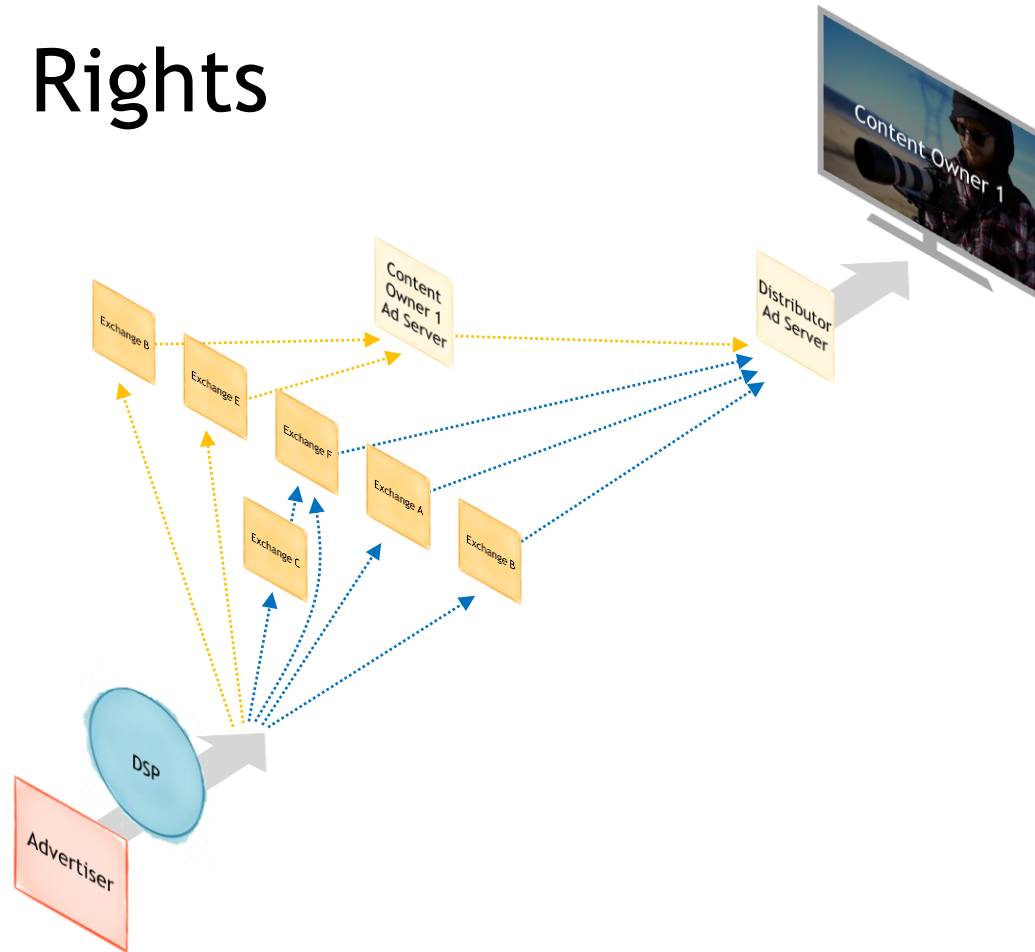 Rights
Content Owner 1
Content
Owner 1
Ad Server
Distributor
Ad Server
Exchange B
Exchange E
Exchange F
Exchange A
Exchange C
Exchange B
DSP
Advertiser